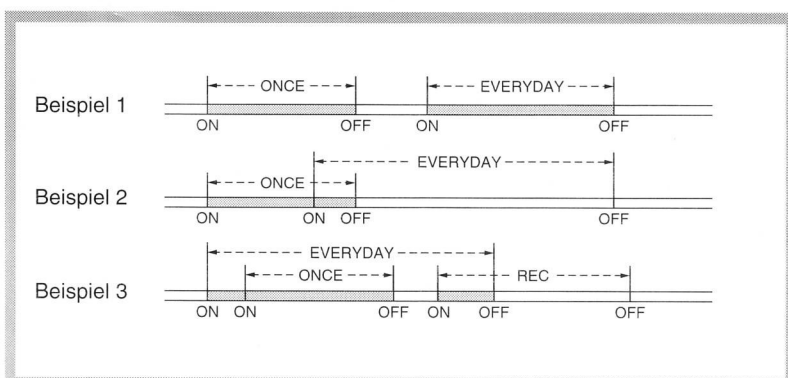 ONCE EVERYDAY
Beispiel 1
ON OFF ON OFF
EVERYDAY
ONCE
Beispiel 2
ON ON OFF OFF
EVERYDAY
ONCE REC
Beispiel 3
ON ON OFF ON OFF OFF